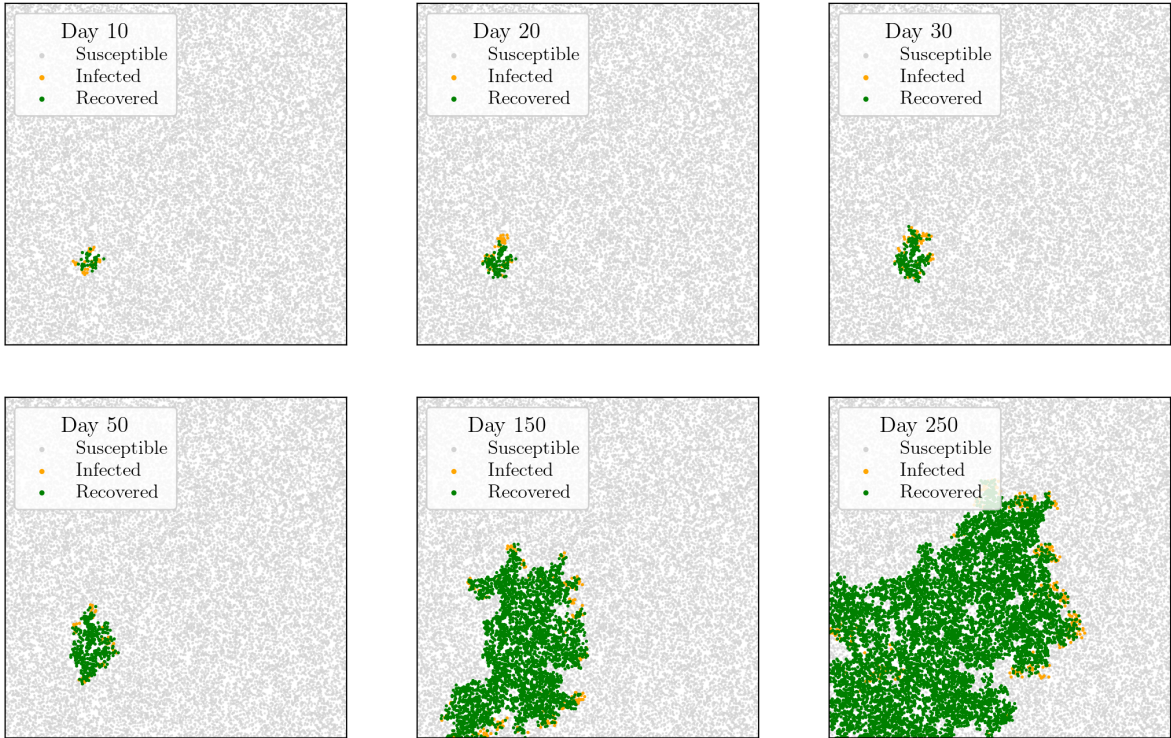 Day 10
Susceptible
Infected
Recovered
Day 20
Susceptible
Infected
Recovered
Day 30
Susceptible
Infected
Recovered
Day 50
Susceptible
Infected
Recovered
Day 150
Susceptible
Infected
Recovered
Day 250
Susceptible
Infected
Recovered